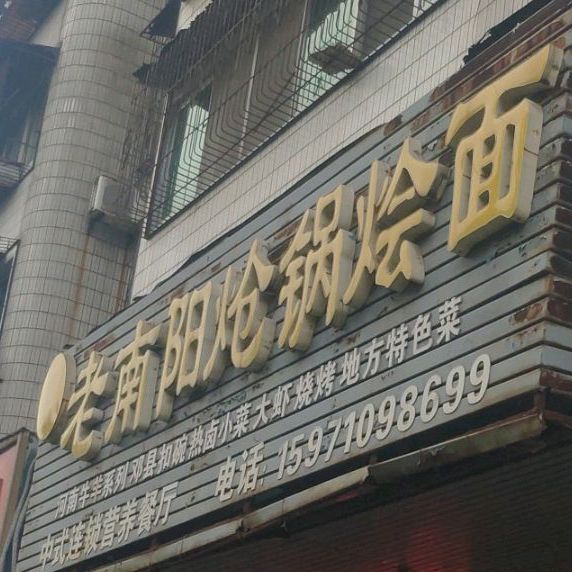 老南阳炝锅烩面
河南牛羊系列 邓县扣碗 热卤小菜 大虾 烧烤 地方特色菜
中式连锁营养餐厅 电话:15971098699